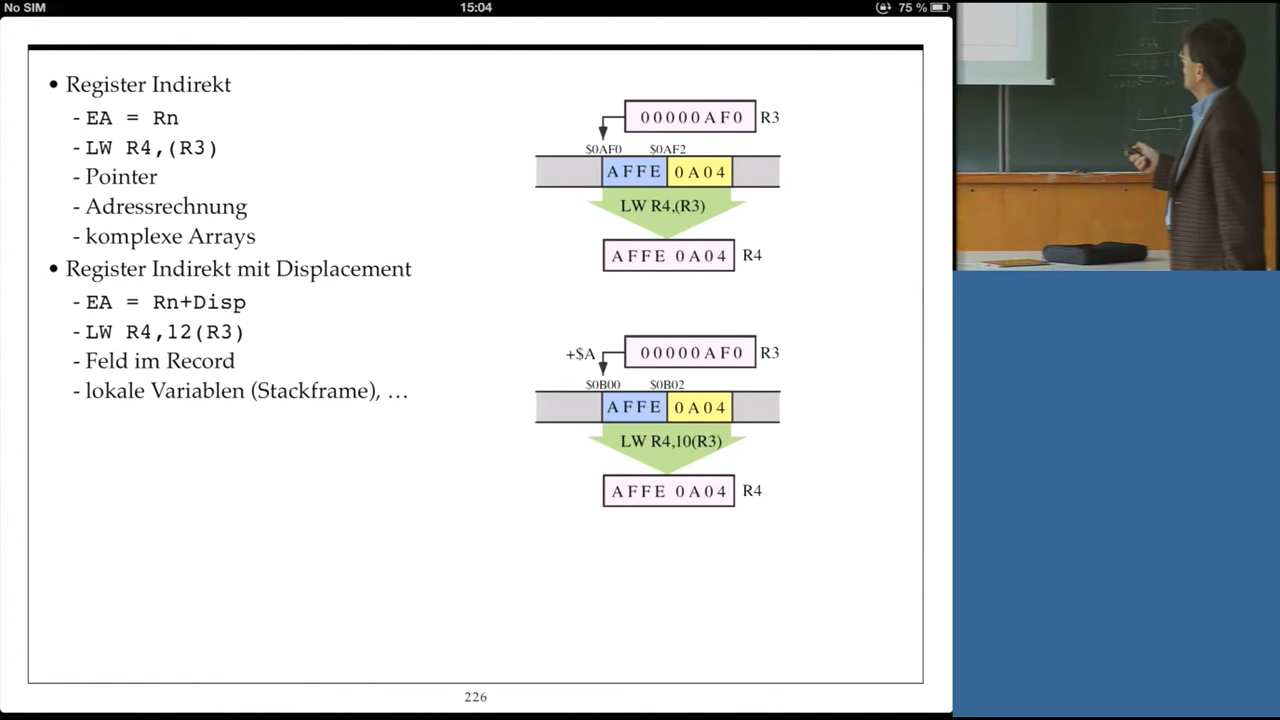 No SIM 15:04 75 %
• Register Indirekt
- EA = Rn
- LW R4,(R3)
- Pointer
- Adressrechnung
- komplexe Arrays
• Register Indirekt mit Displacement
- EA = Rn+Disp
- LW R4,12(R3)
- Feld im Record
- lokale Variablen (Stackframe), …
00000AF0 R3
$0AF0 $0AF2
AFFE 0A04
LW R4,(R3)
AFFE 0A04 R4
+$A 00000AF0 R3
$0B00 $0B02
AFFE 0A04
LW R4,10(R3)
AFFE 0A04 R4
226